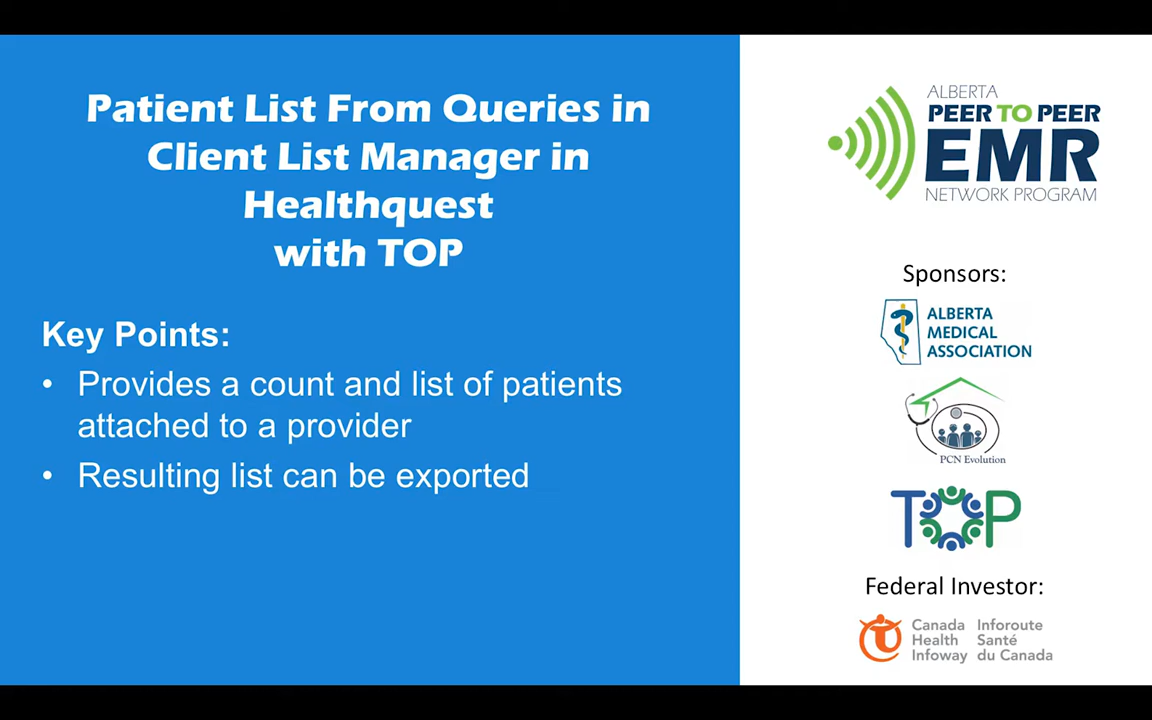 Patient List From Queries in
Client List Manager in
Healthquest
with TOP
Key Points:
• Provides a count and list of patients
attached to a provider
• Resulting list can be exported
ALBERTA
PEER TO PEER
EMR
NETWORK PROGRAM
Sponsors:
ALBERTA
MEDICAL
ASSOCIATION
PCN Evolution
TOP
Federal Investor:
Canada Inforoute
Health Santé
Infoway du Canada